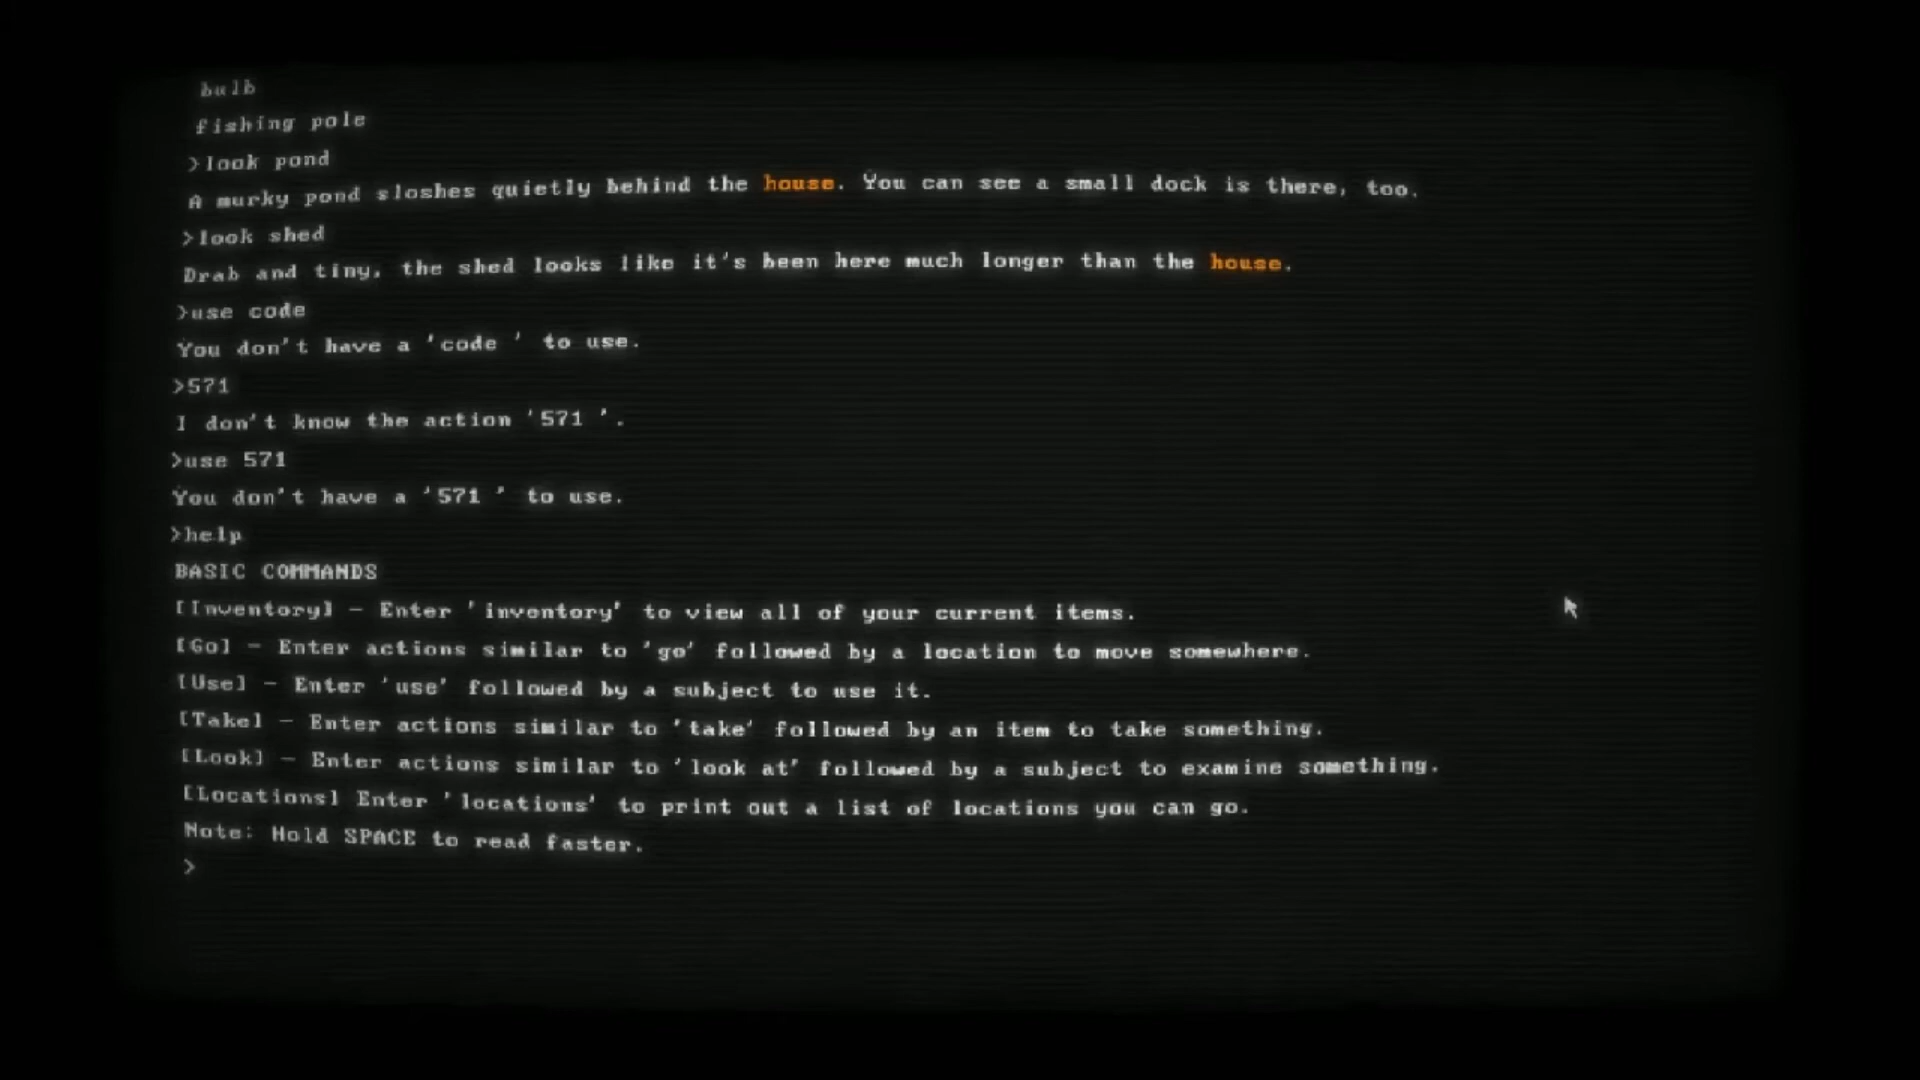 bulb
fishing pole
>look pond
A murky pond sloshes quietly behind the house. You can see a small dock is there, too.
>look shed
Drab and tiny, the shed looks like it's been here much longer than the house.
>use code
You don't have a 'code ' to use.
>571
I don't know the action '571 '.
>use 571
You don't have a '571 ' to use.
>help
BASIC COMMANDS
[Inventory] - Enter 'inventory' to view all of your current items.
[Go] - Enter actions similar to 'go' followed by a location to move somewhere.
[Use] - Enter 'use' followed by a subject to use it.
[Take] - Enter actions similar to 'take' followed by an item to take something.
[Look] - Enter actions similar to 'look at' followed by a subject to examine something.
[Locations] Enter 'locations' to print out a list of locations you can go.
Note: Hold SPACE to read faster.
>